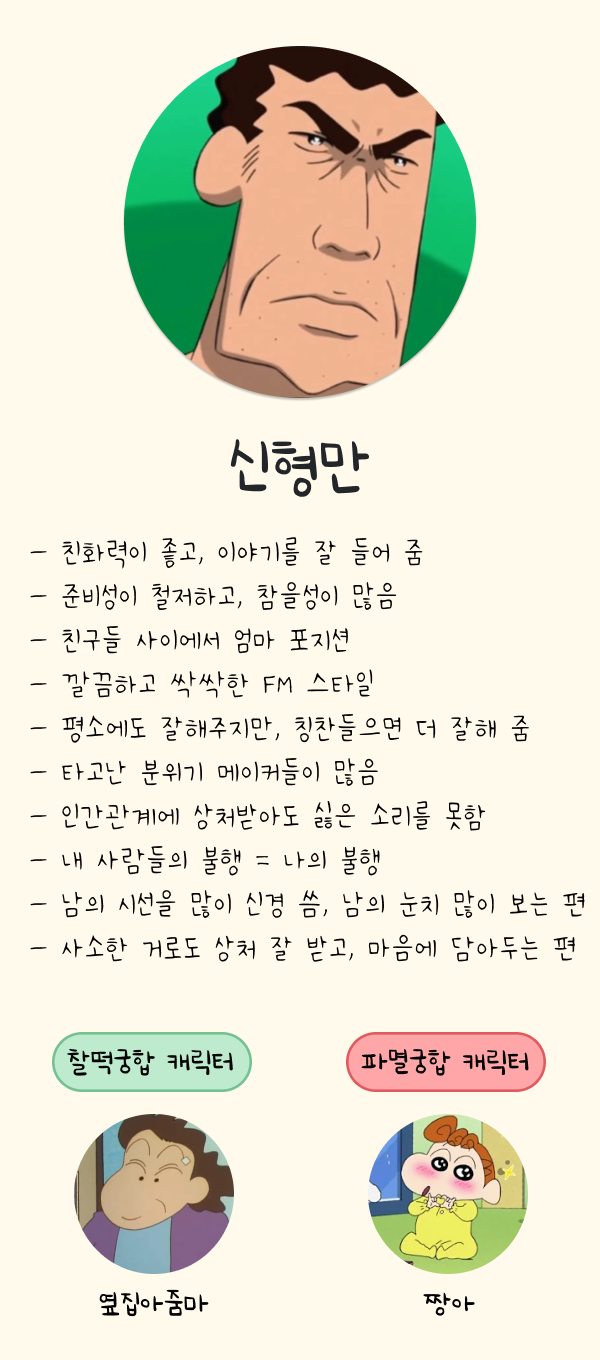 신형만
- 친화력이 좋고, 이야기를 잘 들어 줌
- 준비성이 철저하고, 참을성이 많음
- 친구들 사이에서 엄마 포지션
- 깔끔하고 싹싹한 FM 스타일
- 평소에도 잘해주지만, 칭찬들으면 더 잘해 줌
- 타고난 분위기 메이커들이 많음
- 인간관계에 상처받아도 싫은 소리를 못함
- 내 사람들의 불행 = 나의 불행
- 남의 시선을 많이 신경 씀, 남의 눈치 많이 보는 편
- 사소한 거로도 상처 잘 받고, 마음에 담아두는 편
찰떡궁합 캐릭터 파멸궁합 캐릭터
옆집아줌마 짱아